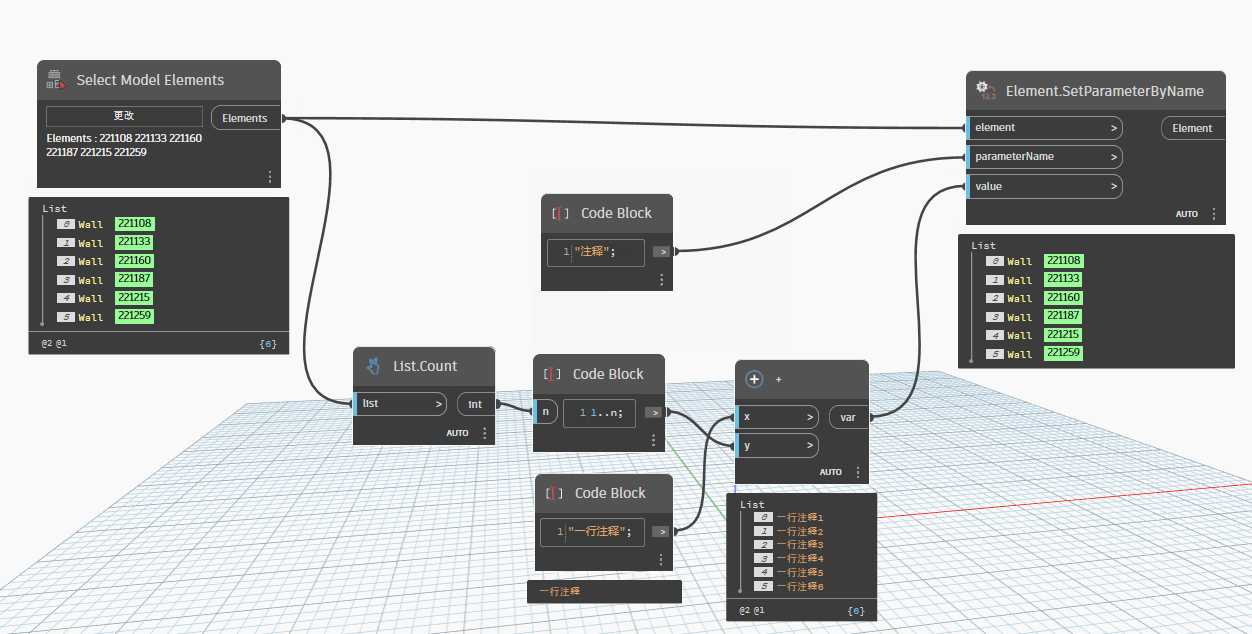 Select Model Elements
更改
Elements
Elements : 221108 221133 221160
221187 221215 221259
List
0 Wall 221108
1 Wall 221133
2 Wall 221160
3 Wall 221187
4 Wall 221215
5 Wall 221259
@2 @1 {6}
Code Block
1 "注释"; >
List.Count
list > int
AUTO
Code Block
n 1 1..n; >
Code Block
1 "一行注释"; >
一行注释
+ +
x > var
y >
AUTO
List
0 一行注释1
1 一行注释2
2 一行注释3
3 一行注释4
4 一行注释5
5 一行注释6
@2 @1 {6}
12.3 Element.SetParameterByName
element > Element
parameterName >
value >
AUTO
List
0 Wall 221108
1 Wall 221133
2 Wall 221160
3 Wall 221187
4 Wall 221215
5 Wall 221259